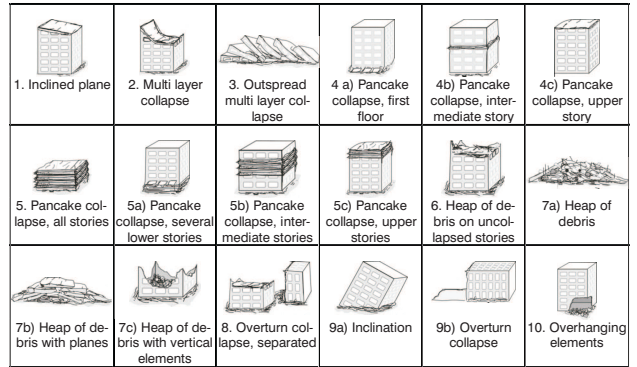 1. Inclined plane
2. Multi layer
collapse
3. Outspread
multi layer col-
lapse
4 a) Pancake
collapse, first
floor
4b) Pancake
collapse, inter-
mediate story
4c) Pancake
collapse, upper
story
5. Pancake col-
lapse, all stories
5a) Pancake
collapse, several
lower stories
5b) Pancake
collapse, inter-
mediate stories
5c) Pancake
collapse, upper
stories
6. Heap of de-
bris on uncol-
lapsed stories
7a) Heap of
debris
7b) Heap of de-
bris with planes
7c) Heap of de-
bris with vertical
elements
8. Overturn col-
lapse, separated
9a) Inclination
9b) Overturn
collapse
10. Overhanging
elements